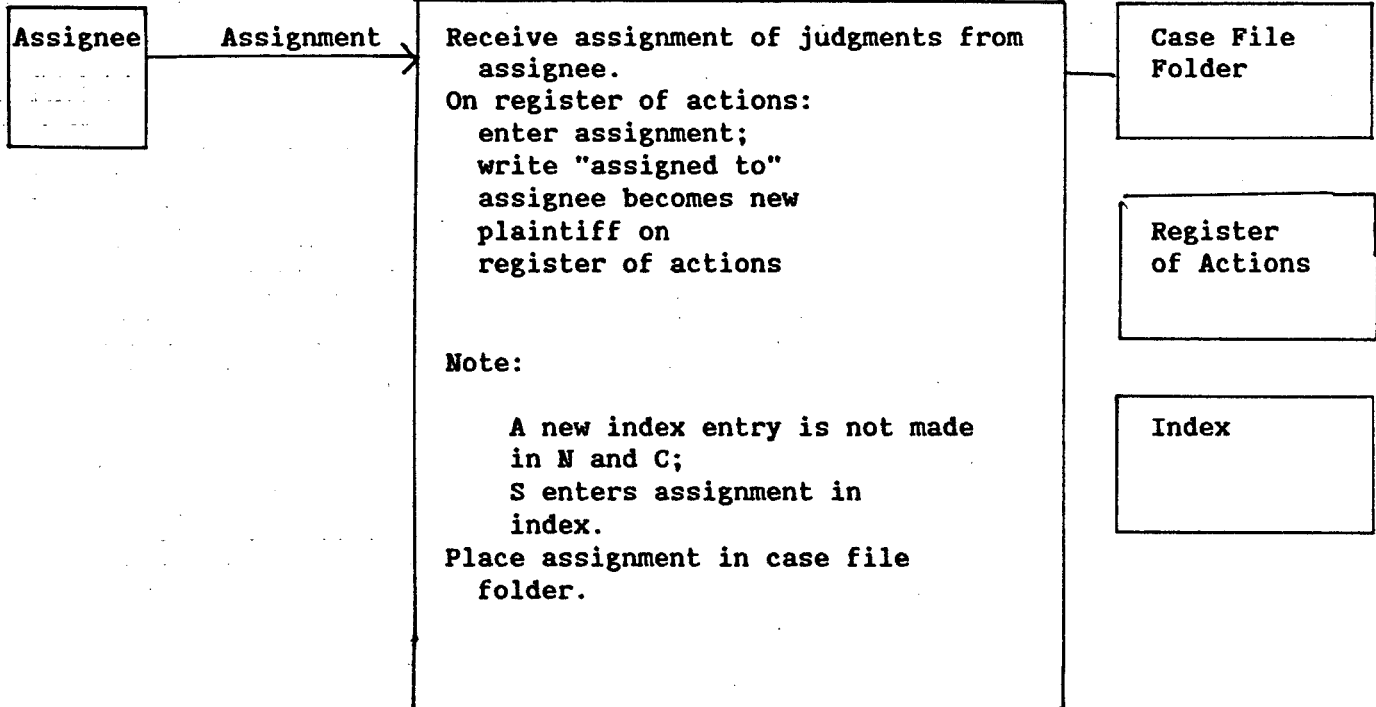 Assignee
Assignment
Receive assignment of judgments from
assignee.
On register of actions:
enter assignment;
write "assigned to"
assignee becomes new
plaintiff on
register of actions
Note:
A new index entry is not made
in N and C;
S enters assignment in
index.
Place assignment in case file
folder.
Case File
Folder
Register
of Actions
Index